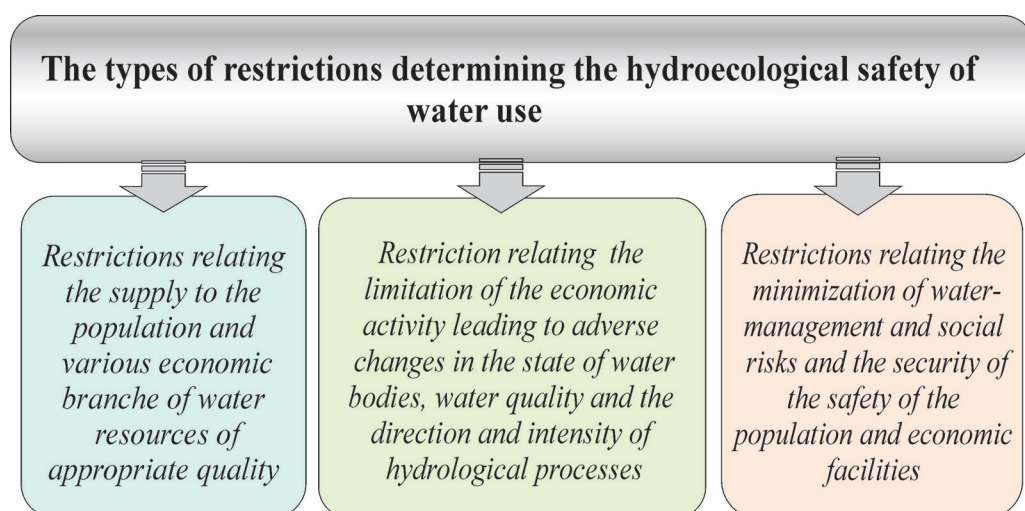 The types of restrictions determining the hydroecological safety of
water use
Restrictions relating
the supply to the
population and
various economic
branche of water
resources of
appropriate quality
Restriction relating the
limitation of the economic
activity leading to adverse
changes in the state of water
bodies, water quality and the
direction and intensity of
hydrological processes
Restrictions relating the
minimization of water-
management and social
risks and the security of
the safety of the
population and economic
facilities